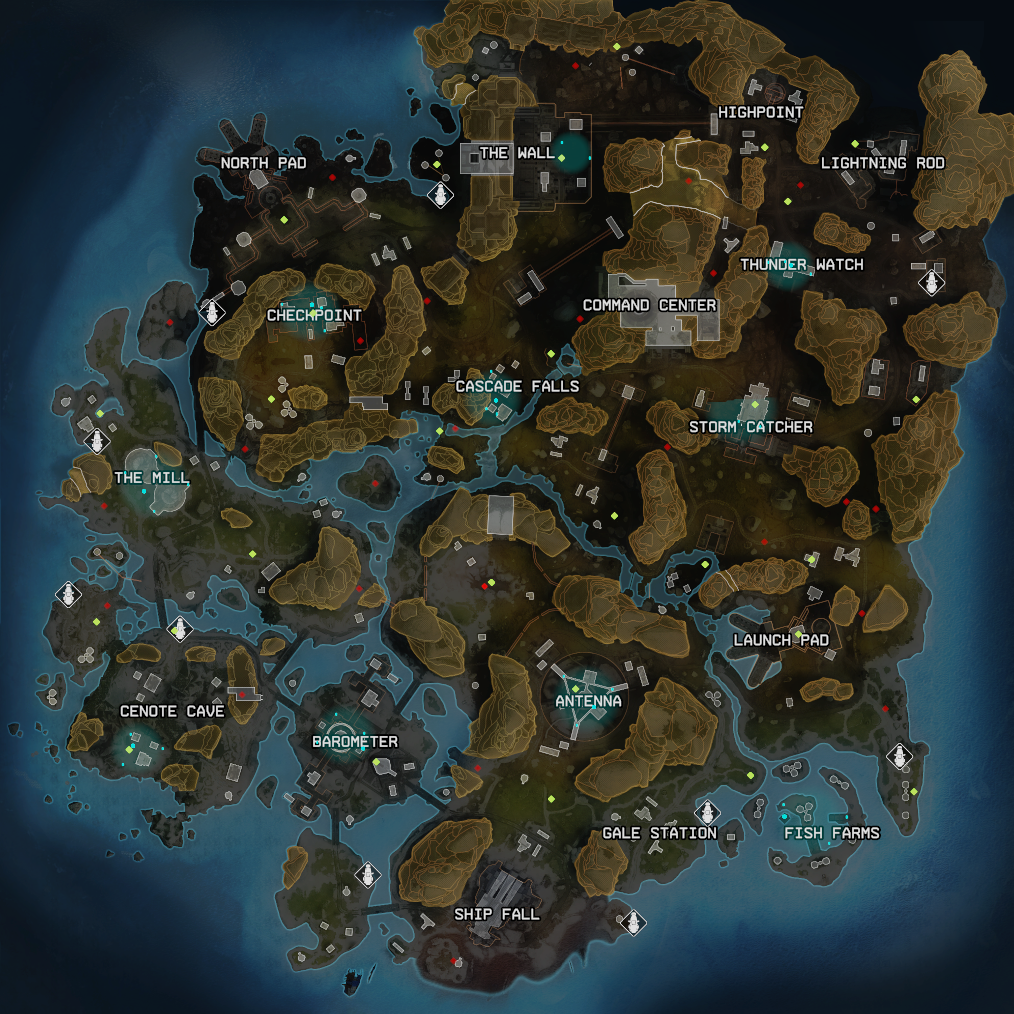 HIGHPOINT
THE WALL
NORTH PAD
LIGHTNING ROD
THUNDER WATCH
COMMAND CENTER
CHECKPOINT
CASCADE FALLS
STORM CATCHER
THE MILL
LAUNCH PAD
ANTENNA
CENOTE CAVE
BAROMETER
GALE STATION
FISH FARMS
SHIP FALL